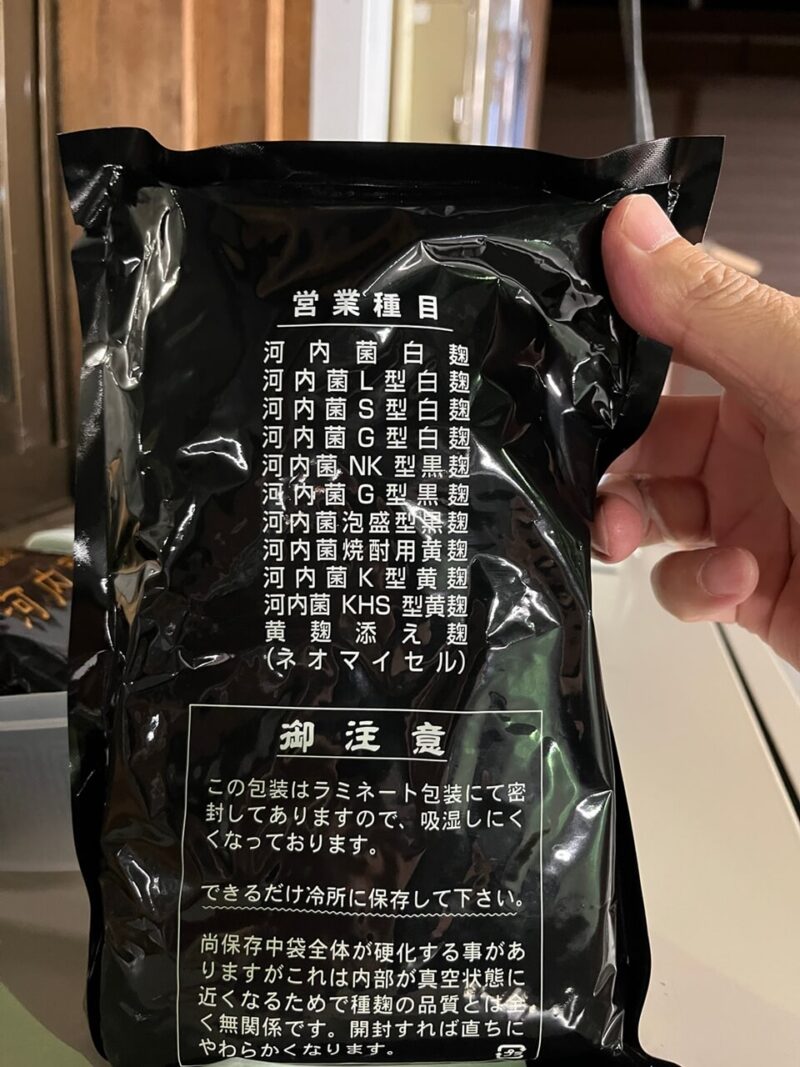 営業種目
河内菌白麹
河内菌L型白麹
河内菌S型白麹
河内菌G型白麹
河内菌NK型黒麹
河内菌G型黒麹
河内菌泡盛型黒麹
河内菌焼酎用黄麹
河内菌K型黄麹
河内菌KHS型黄麹
黄麹添え麹
(ネオマイセル)
御注意
この包装はラミネート包装にて密
封してありますので、吸湿しにく
くなっております。
できるだけ冷所に保存して下さい。
尚保存中袋全体が硬化する事があ
りますがこれは内部が真空状態に
近くなるためで種麹の品質とは全
く無関係です。開封すれば直ちに
やわらかくなります。
河内